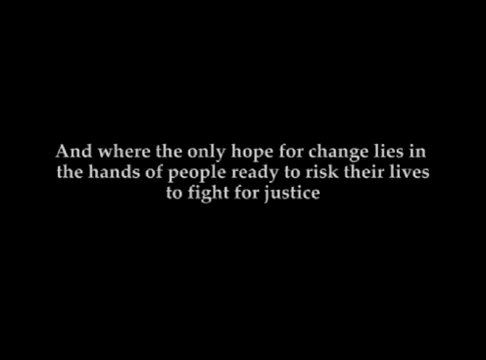 And where the only hope for change lies in
the hands of people ready to risk their lives
to fight for justice